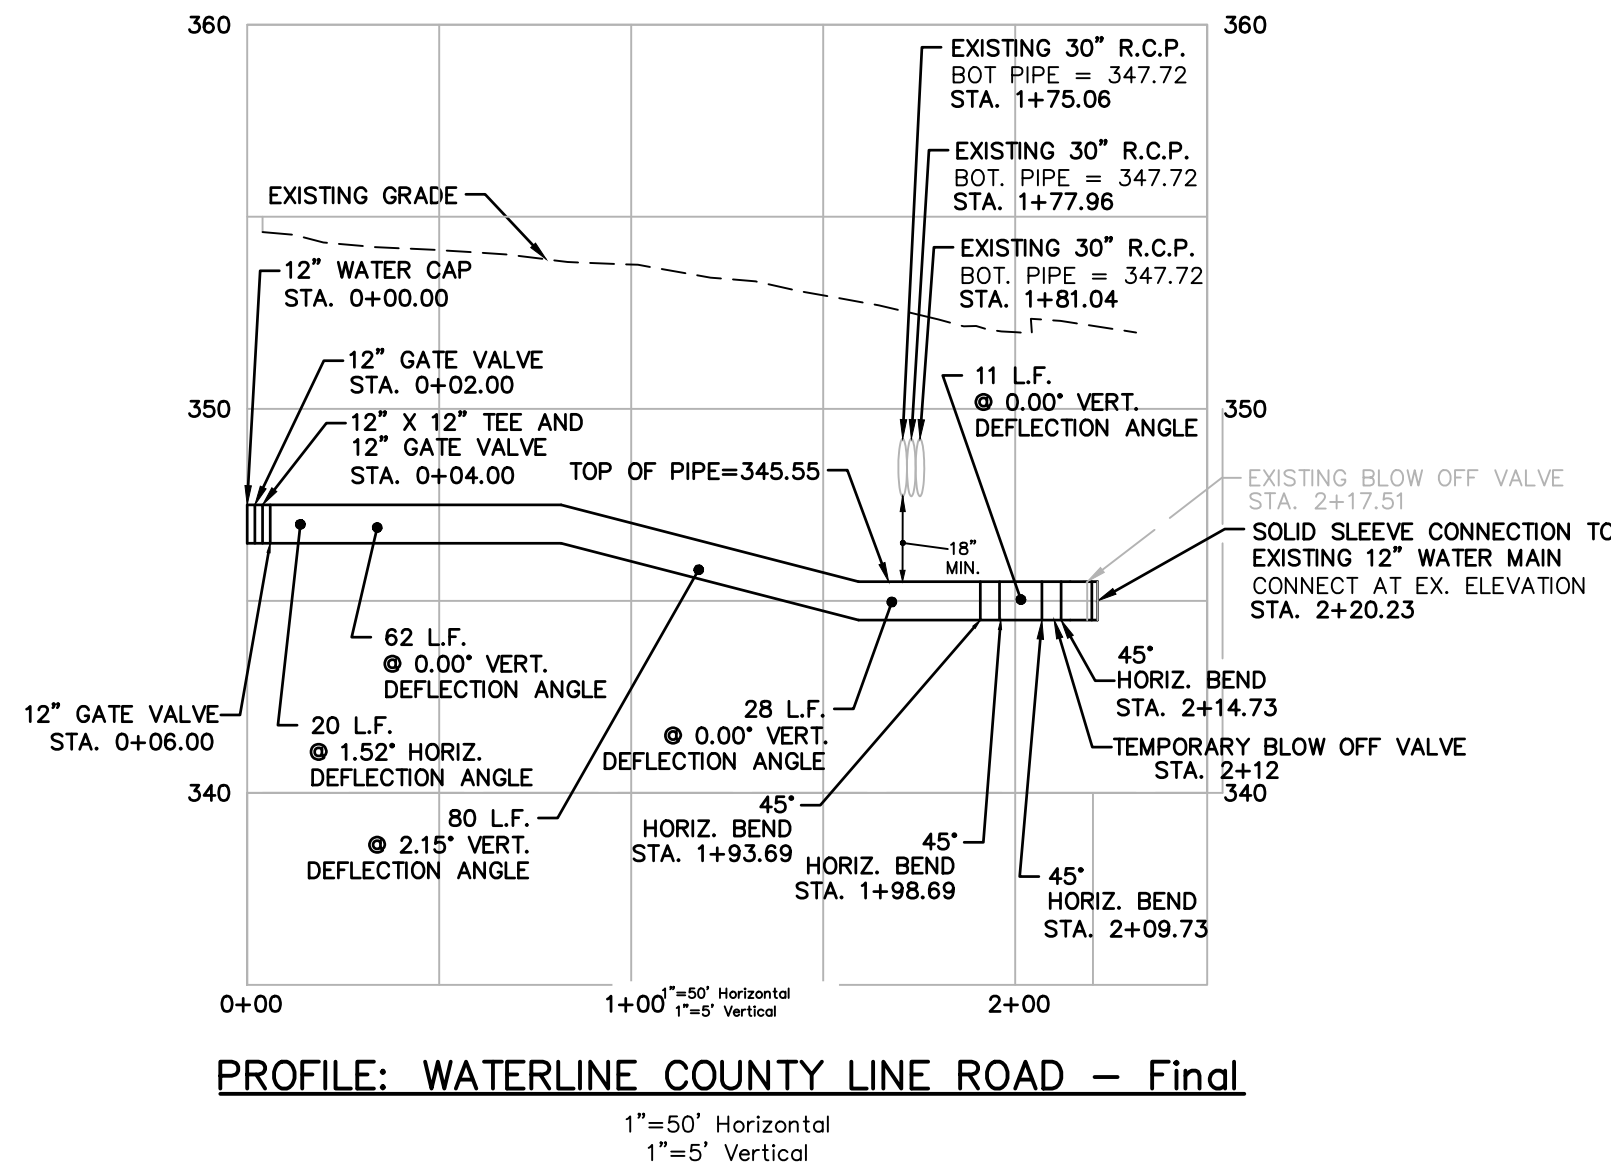 360
360
EXISTING 30" R.C.P.
BOT PIPE = 347.72
STA. 1+75.06
EXISTING 30" R.C.P.
BOT. PIPE = 347.72
STA. 1+77.96
EXISTING GRADE
EXISTING 30" R.C.P.
BOT. PIPE = 347.72
STA. 1+81.04
12" WATER CAP
STA. 0+00.00
12" GATE VALVE
STA. 0+02.00
11 L.F.
@ 0.00° VERT.
DEFLECTION ANGLE
350
350
12" X 12" TEE AND
12" GATE VALVE
STA. 0+04.00
TOP OF PIPE=345.55
EXISTING BLOW OFF VALVE
STA. 2+17.51
SOLID SLEEVE CONNECTION TO
EXISTING 12" WATER MAIN
CONNECT AT EX. ELEVATION
STA. 2+20.23
18"
MIN.
62 L.F.
@ 0.00° VERT.
DEFLECTION ANGLE
45°
HORIZ. BEND
STA. 2+14.73
12" GATE VALVE
STA. 0+06.00
20 L.F.
@ 1.52° HORIZ.
DEFLECTION ANGLE
28 L.F.
@ 0.00° VERT.
DEFLECTION ANGLE
TEMPORARY BLOW OFF VALVE
STA. 2+12
340
340
80 L.F.
@ 2.15° VERT.
DEFLECTION ANGLE
45°
HORIZ. BEND
STA. 1+93.69
45°
HORIZ. BEND
STA. 1+98.69
45°
HORIZ. BEND
STA. 2+09.73
0+00
1+00
1"=50' Horizontal
1"=5' Vertical
2+00
PROFILE: WATERLINE COUNTY LINE ROAD – Final
1"=50' Horizontal
1"=5' Vertical